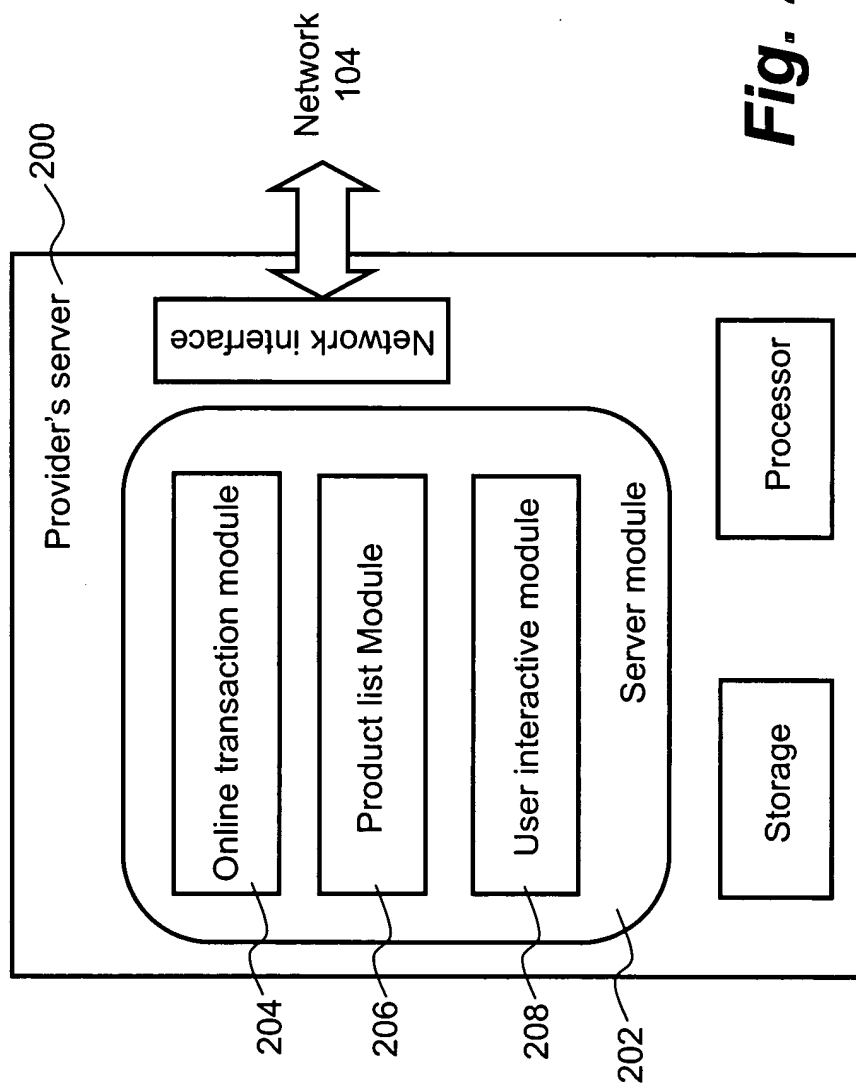 Provider's server
200
Network interface
Network
104
Online transaction module
204
Product list Module
206
User interactive module
208
Server module
202
Storage
Processor
Fig.